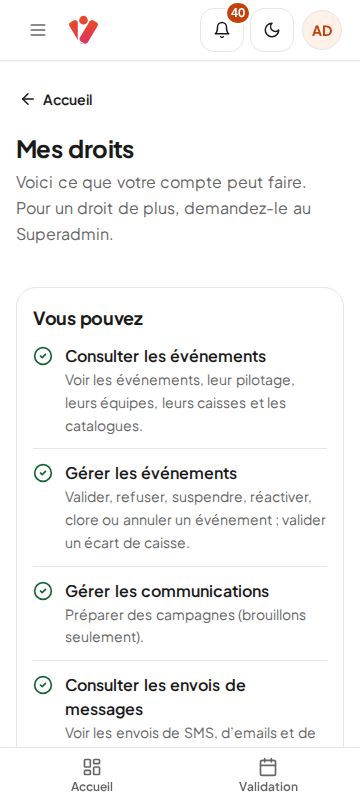 40
AD
Accueil
Mes droits
Voici ce que votre compte peut faire.
Pour un droit de plus, demandez-le au
Superadmin.
Vous pouvez
Consulter les événements
Voir les événements, leur pilotage,
leurs équipes, leurs caisses et les
catalogues.
Gérer les événements
Valider, refuser, suspendre, réactiver,
clore ou annuler un événement ; valider
un écart de caisse.
Gérer les communications
Préparer des campagnes (brouillons
seulement).
Consulter les envois de
messages
Voir les envois de SMS, d'emails et de
Accueil
Validation